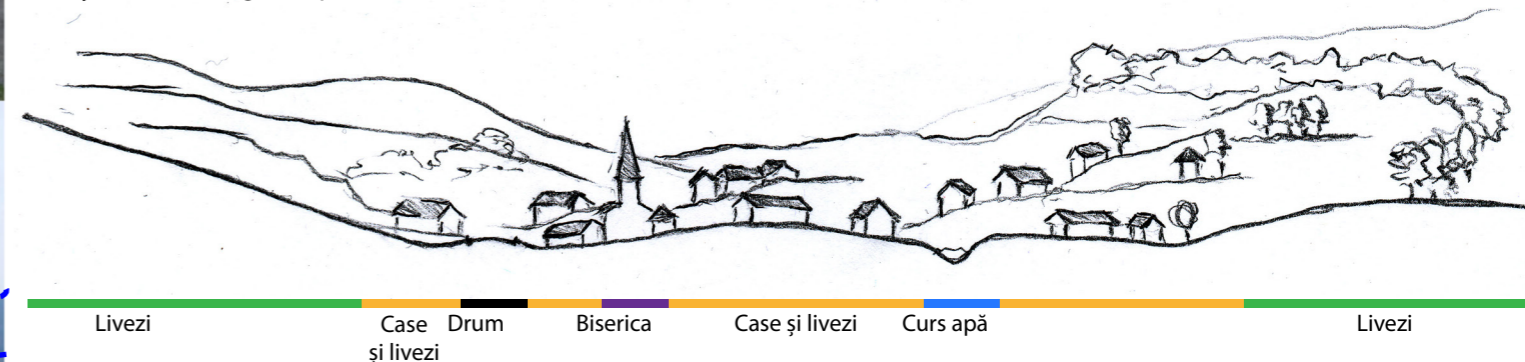 Livezi
Case
și livezi
Drum
Biserica
Case și livezi
Curs apă
Livezi